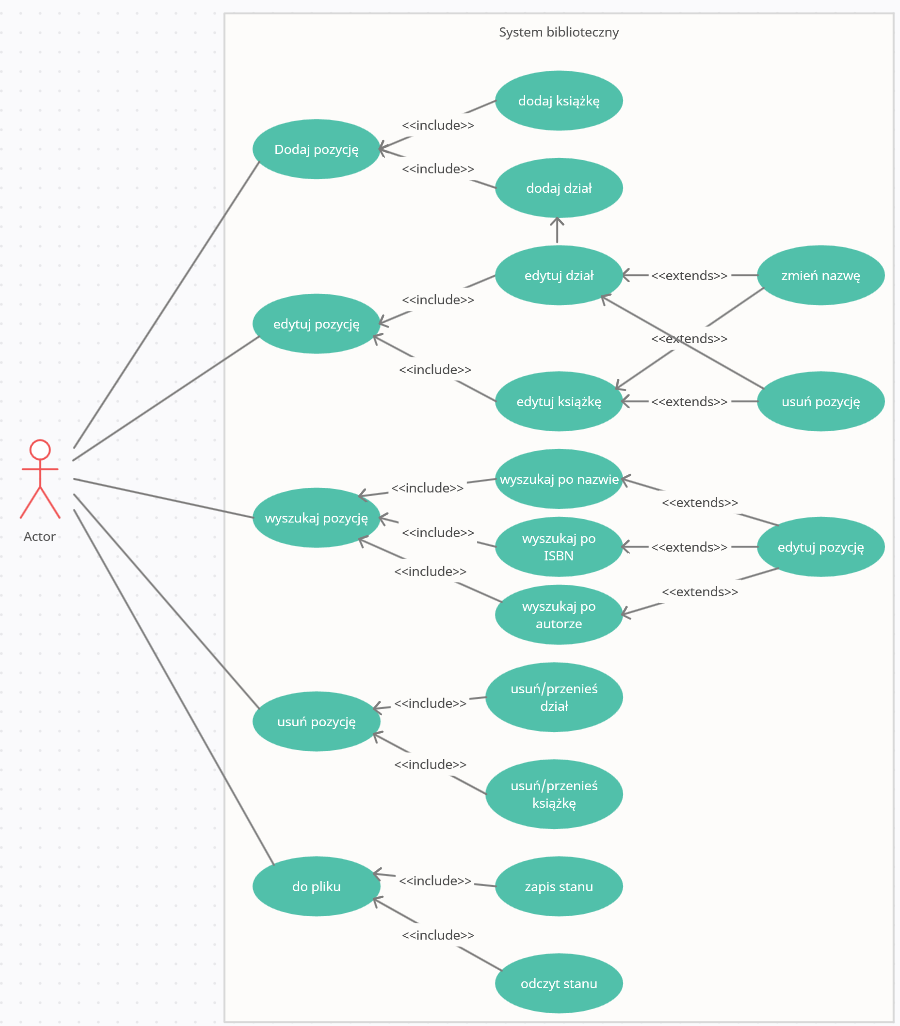 System biblioteczny
dodaj książkę
<<include>>
Dodaj pozycję
<<include>>
dodaj dział
edytuj dział
<<extends>>
zmień nazwę
<<include>>
edytuj pozycję
<<extends>>
<<include>>
edytuj książkę
<<extends>>
usuń pozycję
Actor
wyszukaj po nazwie
<<include>>
<<extends>>
wyszukaj pozycję
<<include>>
wyszukaj po
ISBN
<<extends>>
edytuj pozycję
<<include>>
<<extends>>
wyszukaj po
autorze
usuń/przenieś
dział
<<include>>
usuń pozycję
<<include>>
usuń/przenieś
książkę
do pliku
<<include>>
zapis stanu
<<include>>
odczyt stanu